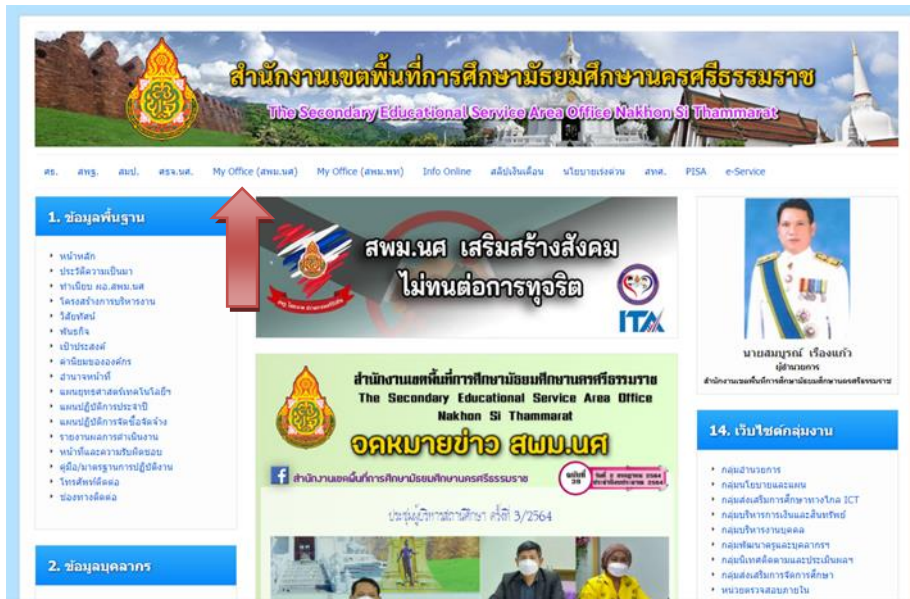 สำนักงานเขตพื้นที่การศึกษามัธยมศึกษานครศรีธรรมราช
The Secondary Educational Service Area Office Nakhon Si Thammarat
ศธ. สพฐ. สมป. ศธจ.นศ. My Office (สพม.นศ) My Office (สพม.พท) Info Online สลิปเงินเดือน นโยบายเร่งด่วน สทศ. PISA e-Service
1. ข้อมูลพื้นฐาน
หน้าหลัก
ประวัติความเป็นมา
ทำเนียบ ผอ.สพม.นศ
โครงสร้างการบริหารงาน
วิสัยทัศน์
พันธกิจ
เป้าประสงค์
ค่านิยมขององค์กร
อำนาจหน้าที่
แผนยุทธศาสตร์เทคโนโลยีฯ
แผนปฏิบัติการประจำปี
แผนปฏิบัติการจัดซื้อจัดจ้าง
รายงานผลการดำเนินงาน
หน้าที่และความรับผิดชอบ
คู่มือ/มาตรฐานการปฏิบัติงาน
โทรศัพท์ติดต่อ
ช่องทางติดต่อ
2. ข้อมูลบุคลากร
สพม.นศ เสริมสร้างสังคม
ไม่ทนต่อการทุจริต
ITA
สำนักงานเขตพื้นที่การศึกษามัธยมศึกษานครศรีธรรมราช
The Secondary Educational Service Area Office
Nakhon Si Thammarat
จดหมายข่าว สพม.นศ
สำนักงานเขตพื้นที่การศึกษามัธยมศึกษานครศรีธรรมราช
ฉบับที่
39
ประชุมผู้บริหารสถานศึกษา ครั้งที่ 3/2564
นายสมบูรณ์ เรืองแก้ว
ผู้อำนวยการ
สำนักงานเขตพื้นที่การศึกษามัธยมศึกษานครศรีธรรมราช
14. เว็บไซต์กลุ่มงาน
กลุ่มอำนวยการ
กลุ่มนโยบายและแผน
กลุ่มส่งเสริมการศึกษาทางไกล ICT
กลุ่มบริหารการเงินและสินทรัพย์
กลุ่มบริหารงานบุคคล
กลุ่มพัฒนาครูและบุคลากรฯ
กลุ่มนิเทศติดตามและประเมินผลฯ
กลุ่มส่งเสริมการจัดการศึกษา
หน่วยตรวจสอบภายใน